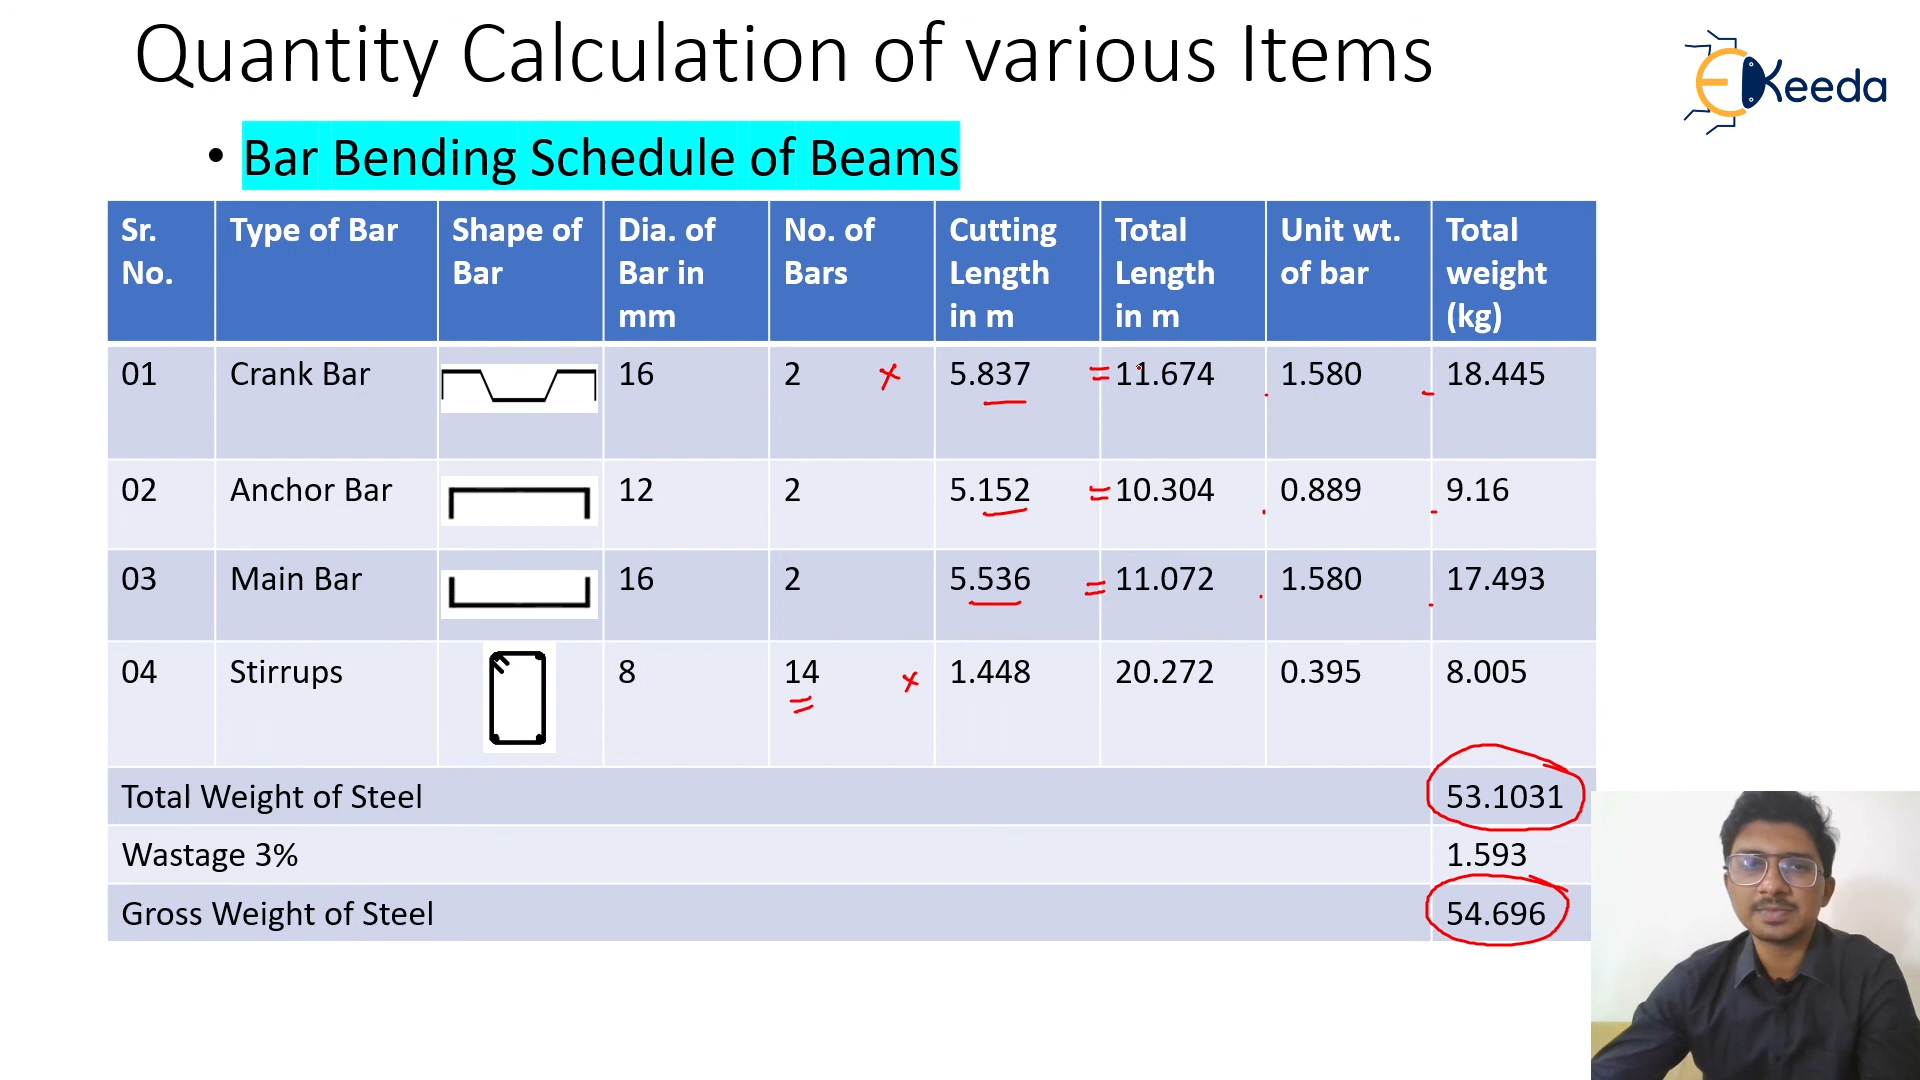 Quantity Calculation of various Items
EKeeda
• Bar Bending Schedule of Beams
Sr. No. Type of Bar Shape of Bar Dia. of Bar in mm No. of Bars Cutting Length in m Total Length in m Unit wt. of bar Total weight (kg)
01 Crank Bar 16 2 × 5.837 = 11.674 1.580 18.445
02 Anchor Bar 12 2 5.152 = 10.304 0.889 9.16
03 Main Bar 16 2 5.536 = 11.072 1.580 17.493
04 Stirrups 8 14 × 1.448 20.272 0.395 8.005
Total Weight of Steel 53.1031
Wastage 3% 1.593
Gross Weight of Steel 54.696